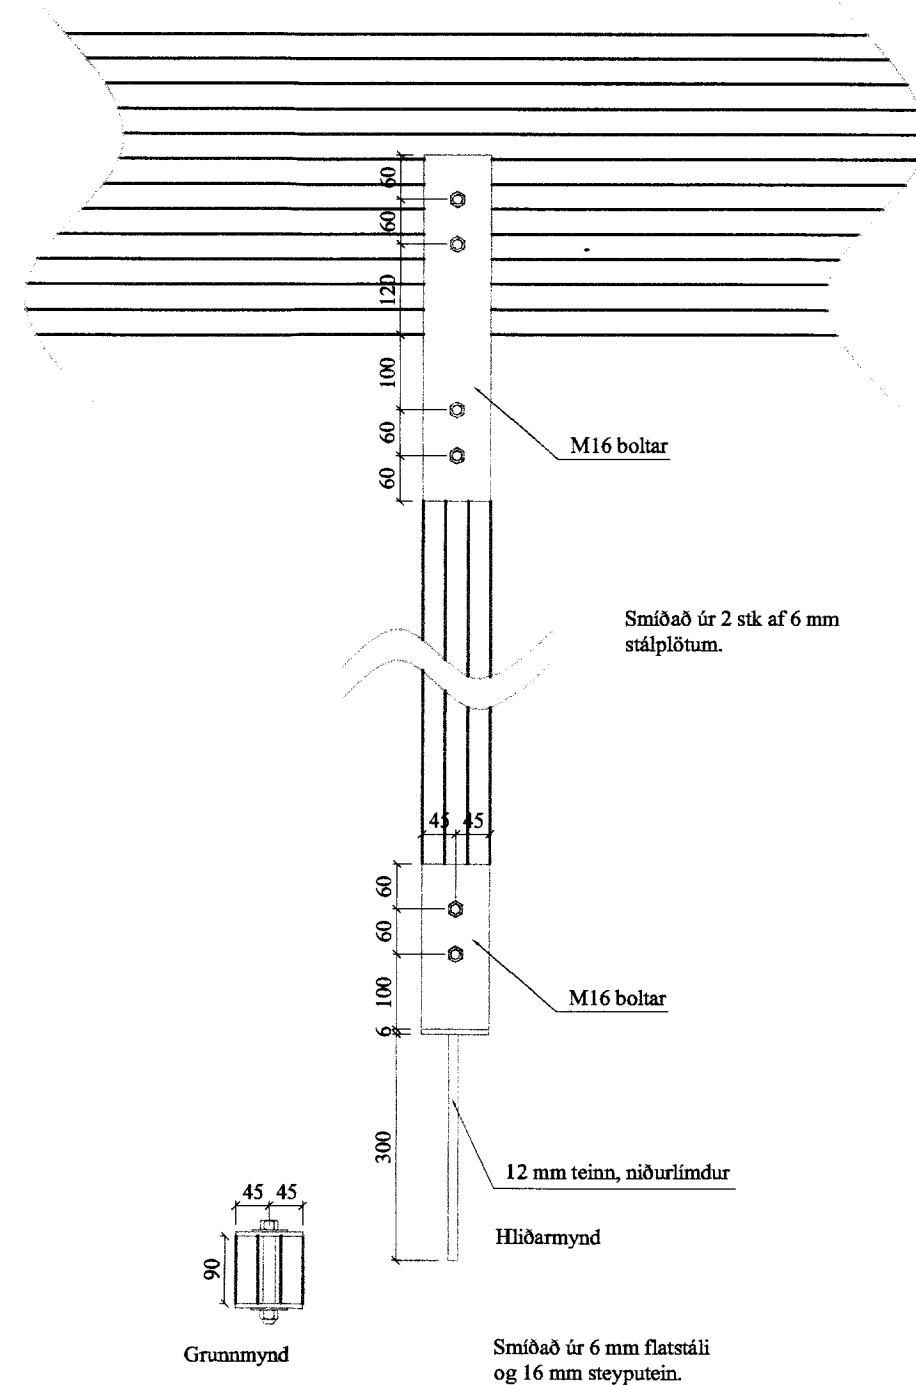 60
60
120
100
60
60
M16 boltar
Smíðað úr 2 stk af 6 mm
stálplötum.
45 45
60
60
100
6
M16 boltar
300
12 mm teinn, niðurlímdur
45 45
90
Hliðarmynd
Grunnmynd
Smíðað úr 6 mm flatstáli
og 16 mm steyputein.